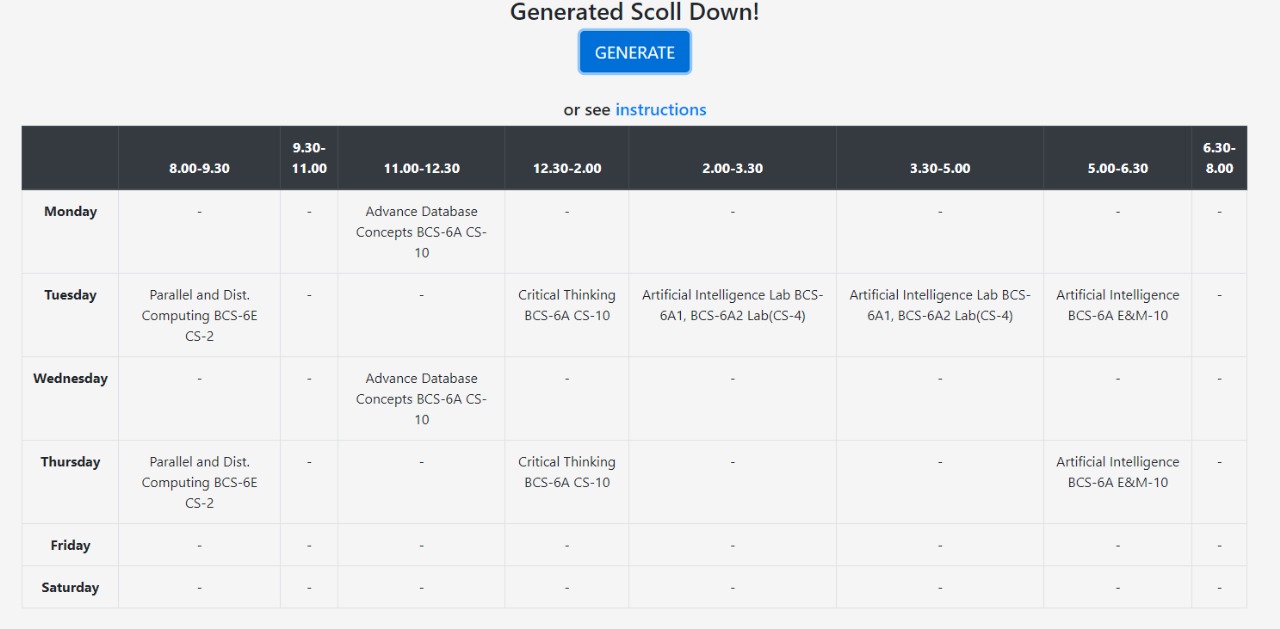 Generated Scoll Down!
GENERATE
or see instructions
9.30-
6.30-
8.00-9.30 11.00 11.00-12.30 12.30-2.00 2.00-3.30 3.30-5.00 5.00-6.30 8.00
Monday - - Advance Database - - - - -
Concepts BCS-6A CS-
10
Tuesday Parallel and Dist. - - Critical Thinking Artificial Intelligence Lab BCS- Artificial Intelligence Lab BCS- Artificial Intelligence -
Computing BCS-6E BCS-6A CS-10 6A1, BCS-6A2 Lab(CS-4) 6A1, BCS-6A2 Lab(CS-4) BCS-6A E&M-10
CS-2
Wednesday - - Advance Database - - - - -
Concepts BCS-6A CS-
10
Thursday Parallel and Dist. - - Critical Thinking - - Artificial Intelligence -
Computing BCS-6E BCS-6A CS-10 BCS-6A E&M-10
CS-2
Friday - - - - - - - -
Saturday - - - - - - - -